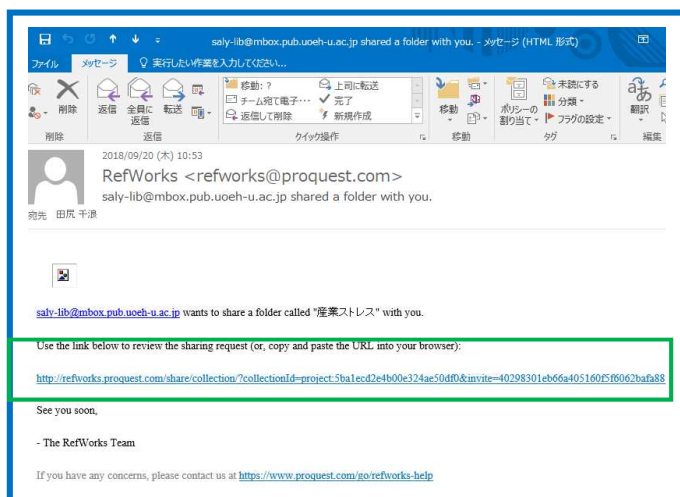 saly-lib@mbox.pub.uoeh-u.ac.jp shared a folder with you. - メッセージ (HTML 形式)
ファイル メッセージ 実行したい作業を入力してください...
削除 返信 全員に返信 転送
移動: ? 上司に転送
チーム宛て電子… 完了
返信して削除 新規作成
移動 ポリシーの割り当て
未読にする
分類
フラグの設定
翻訳
削除 返信 クイック操作 移動 タグ 編集
2018/09/20 (木) 10:53
RefWorks <refworks@proquest.com>
saly-lib@mbox.pub.uoeh-u.ac.jp shared a folder with you.
宛先 田尻 千浪
saly-lib@mbox.pub.uoeh-u.ac.jp wants to share a folder called "産業ストレス" with you.
Use the link below to review the sharing request (or, copy and paste the URL into your browser):
http://refworks.proquest.com/share/collection/?collectionId=project:5ba1ecd2e4b00e324ae50df0&invite=40298301eb66a405160f5f6062bafa88
See you soon,
- The RefWorks Team
If you have any concerns, please contact us at https://www.proquest.com/go/refworks-help